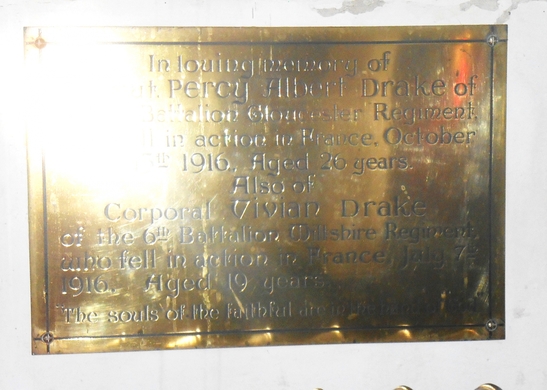 In loving memory of
Percy Albert Drake of
Battalion Gloucester Regiment,
in action in France, October
1916, Aged 26 years.
Also of
Corporal Vivian Drake
of the 6th Battalion Wiltshire Regiment,
who fell in action in France, July 7th
1916, Aged 19 years.
"The souls of the faithful are in